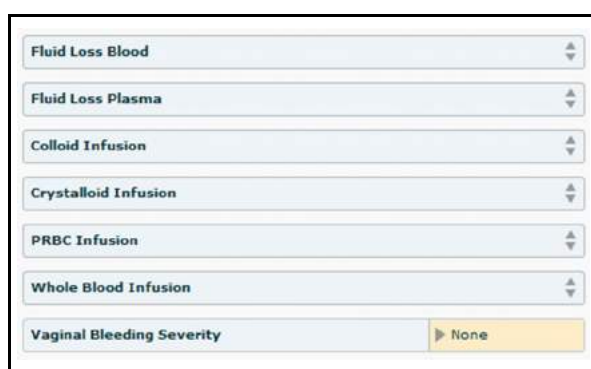 Fluid Loss Blood
Fluid Loss Plasma
Colloid Infusion
Crystalloid Infusion
PRBC Infusion
Whole Blood Infusion
Vaginal Bleeding Severity None